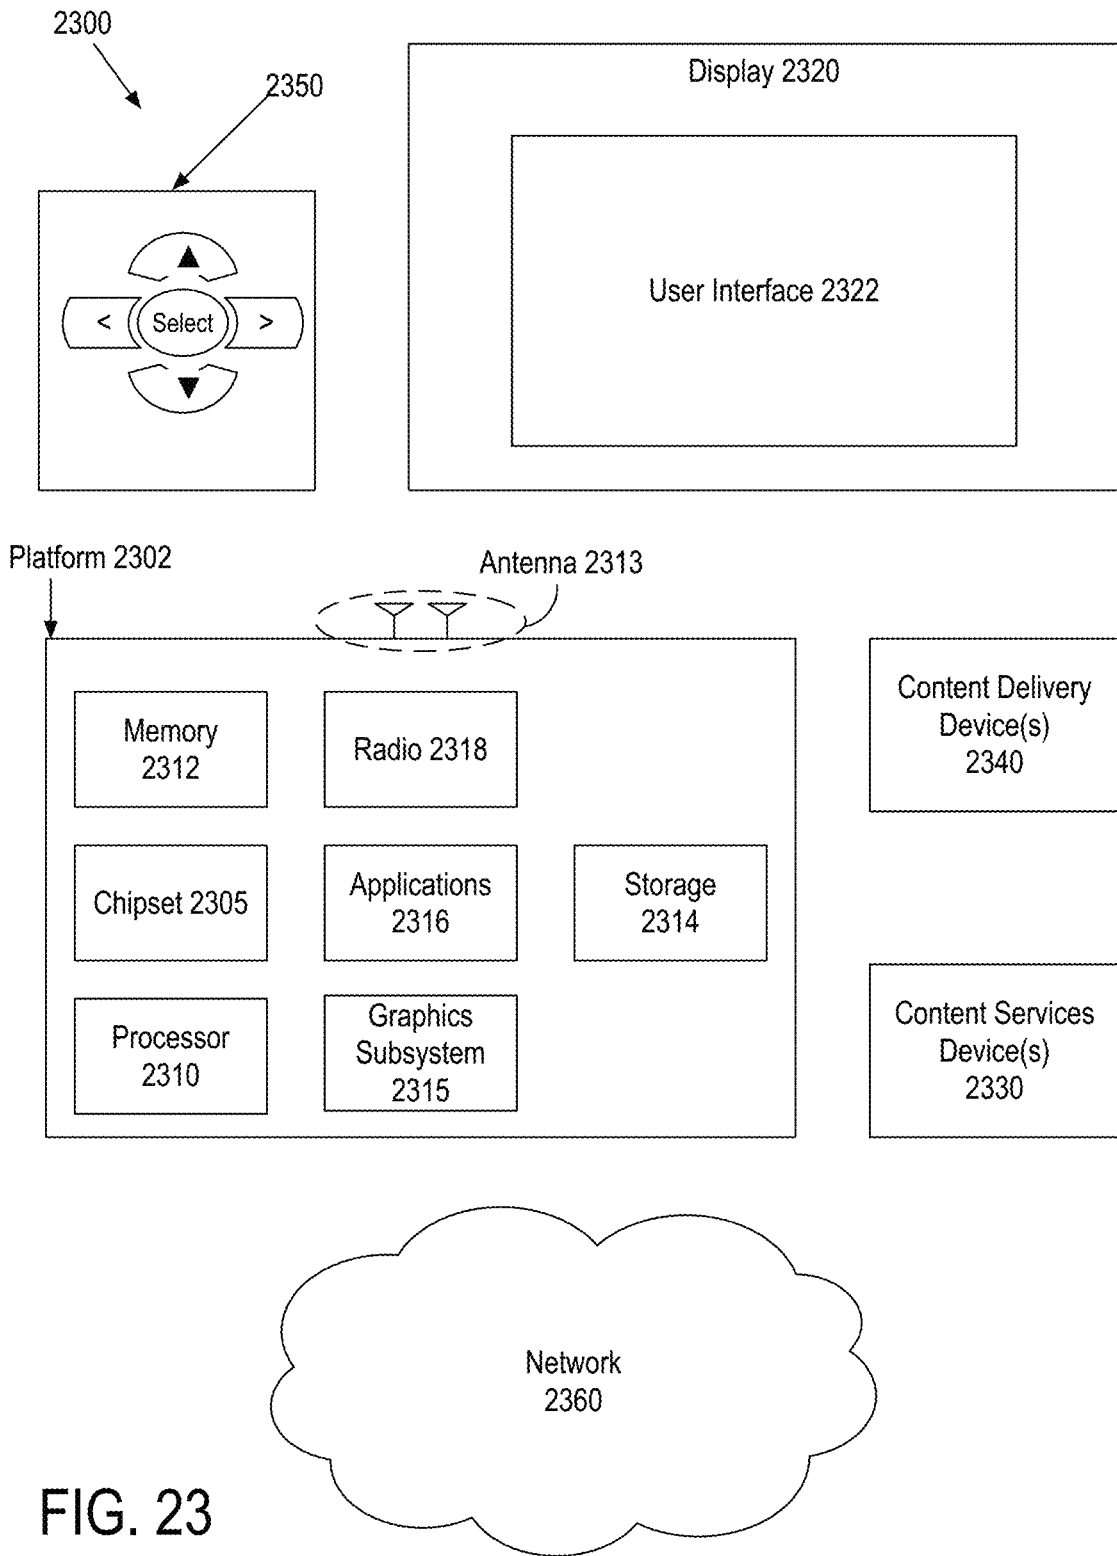 2300
2350
Display 2320
User Interface 2322
<
Select
>
Platform 2302
Antenna 2313
Memory
2312
Radio 2318
Content Delivery
Device(s)
2340
Chipset 2305
Applications
2316
Storage
2314
Processor
2310
Graphics
Subsystem
2315
Content Services
Device(s)
2330
Network
2360
FIG. 23